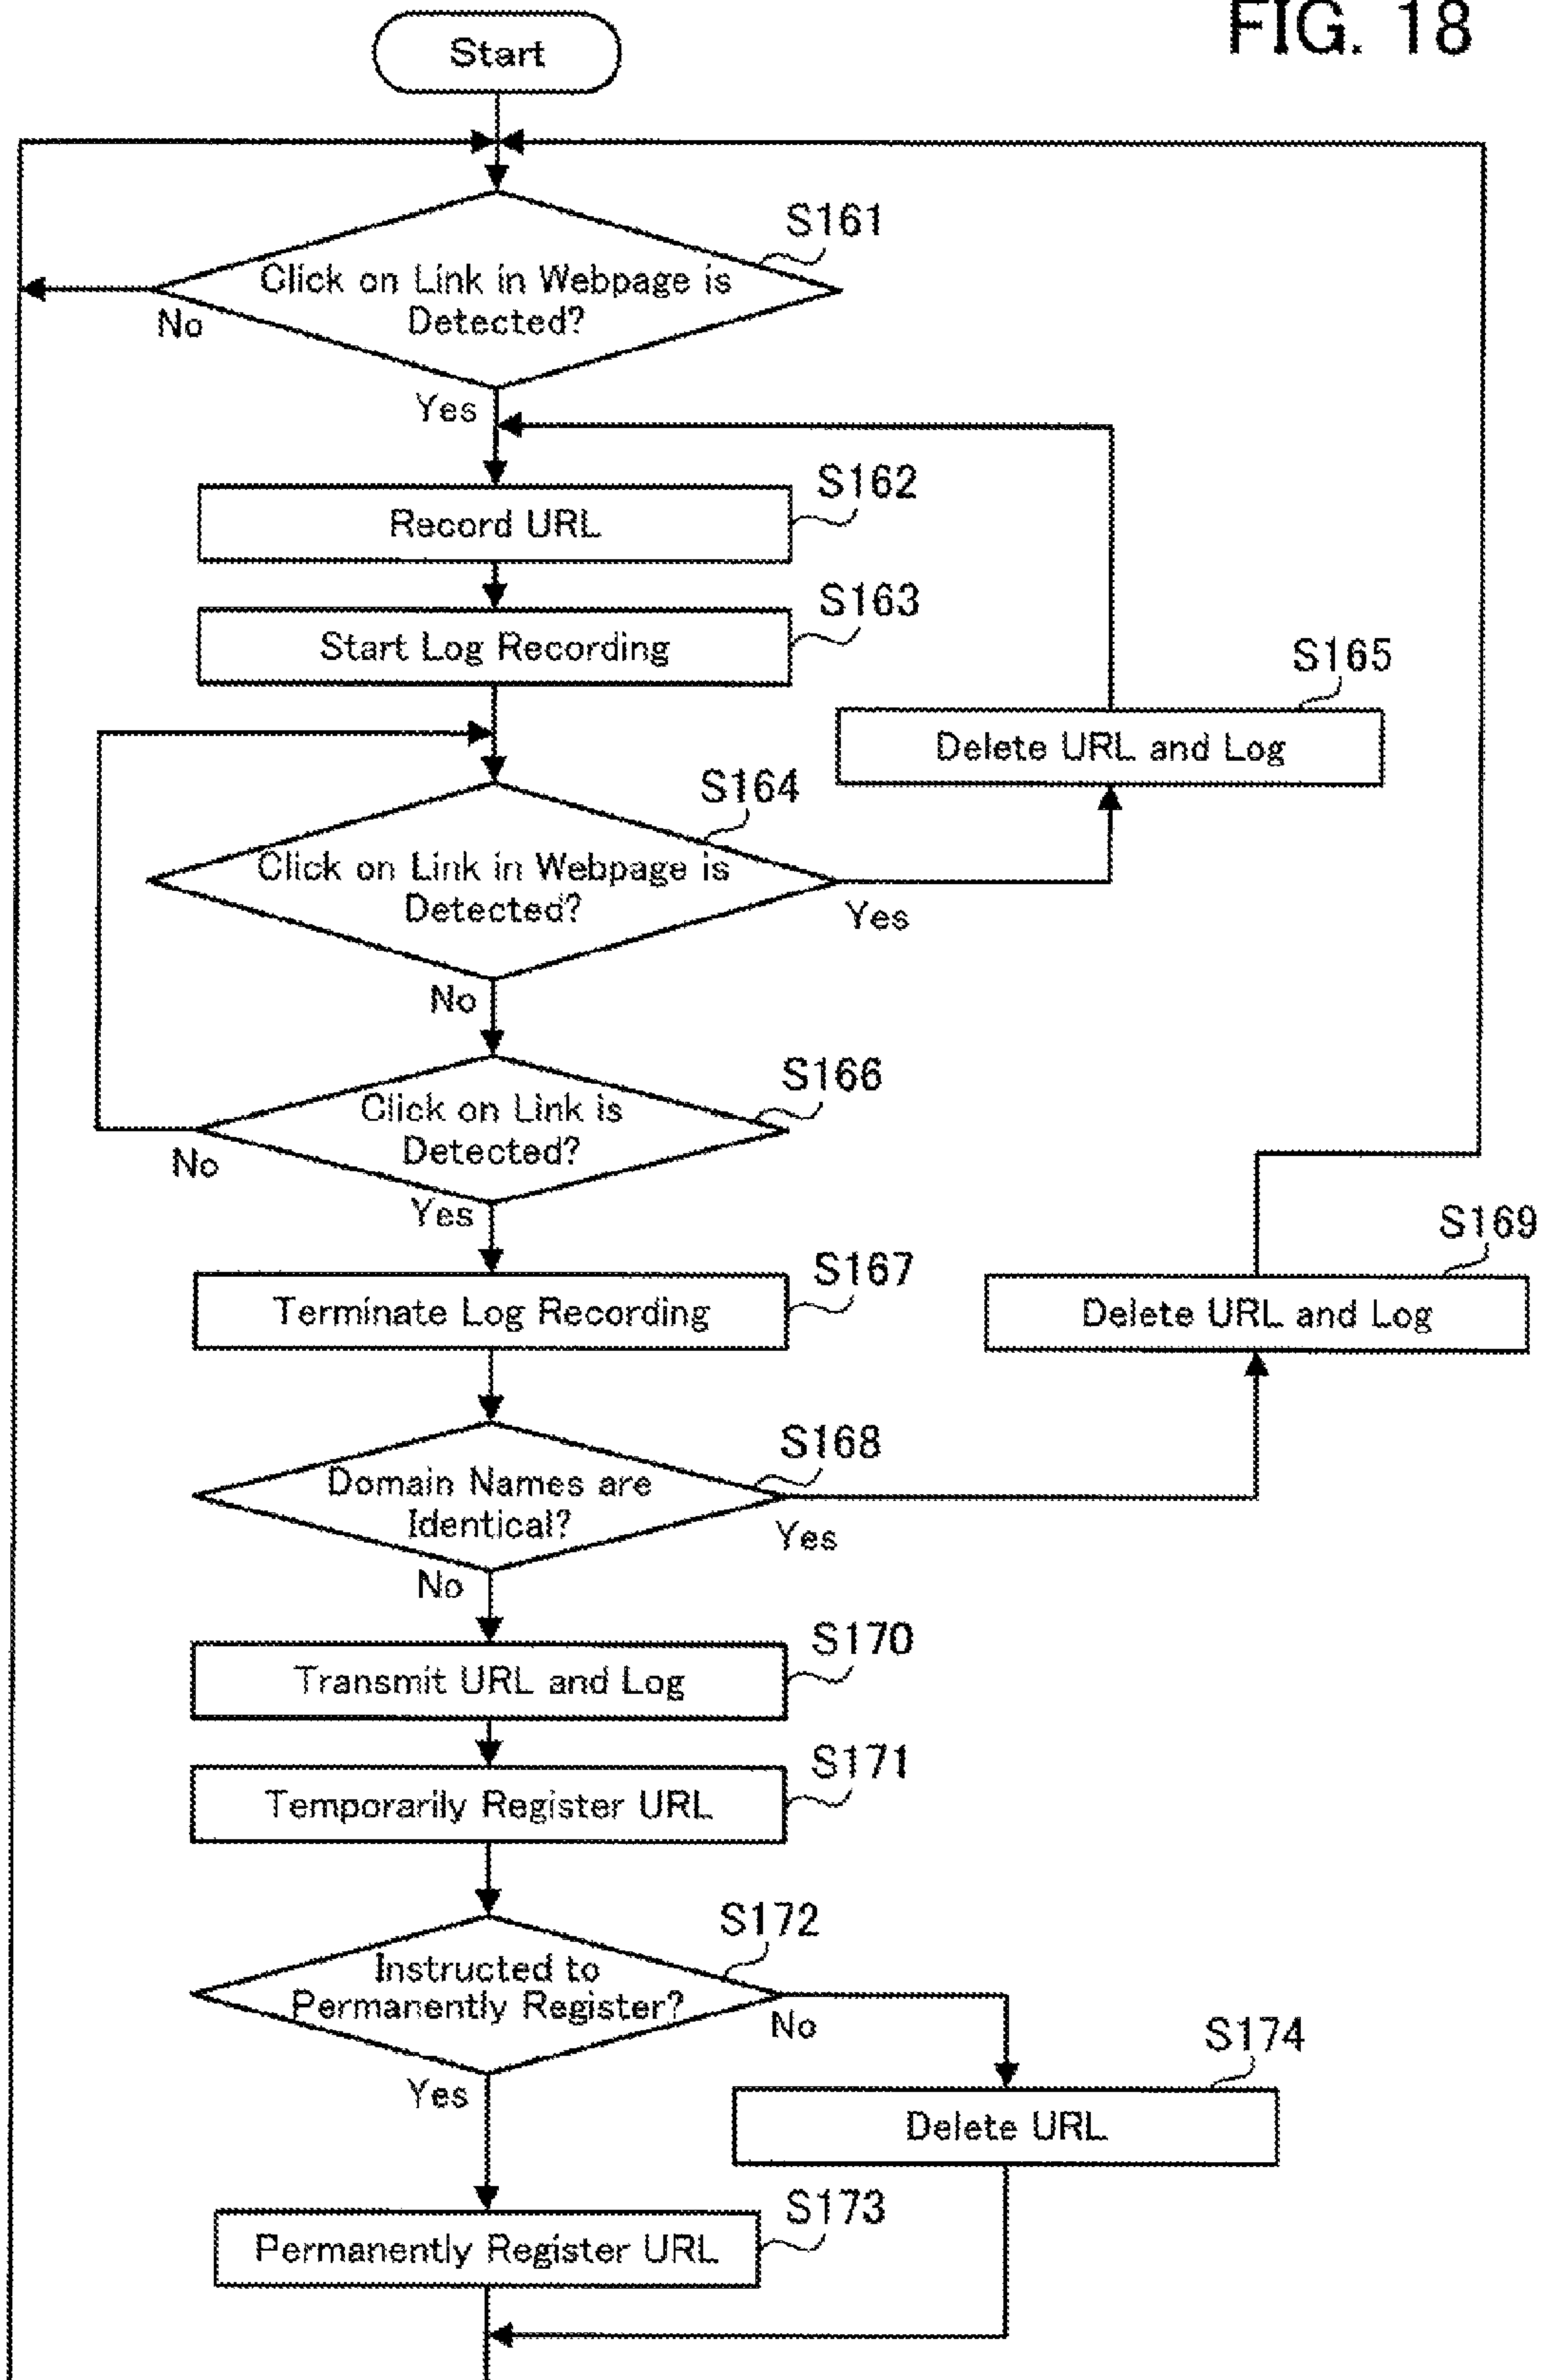 FIG. 18
Start
S161
Click on Link in Webpage is
Detected?
No
Yes
S162
Record URL
S163
Start Log Recording
S165
Delete URL and Log
S164
Click on Link in Webpage is
Detected?
Yes
No
S166
Click on Link is
Detected?
No
Yes
S169
Delete URL and Log
S167
Terminate Log Recording
S168
Domain Names are
Identical?
Yes
No
S170
Transmit URL and Log
S171
Temporarily Register URL
S172
Instructed to
Permanently Register?
No
Yes
S174
Delete URL
S173
Permanently Register URL